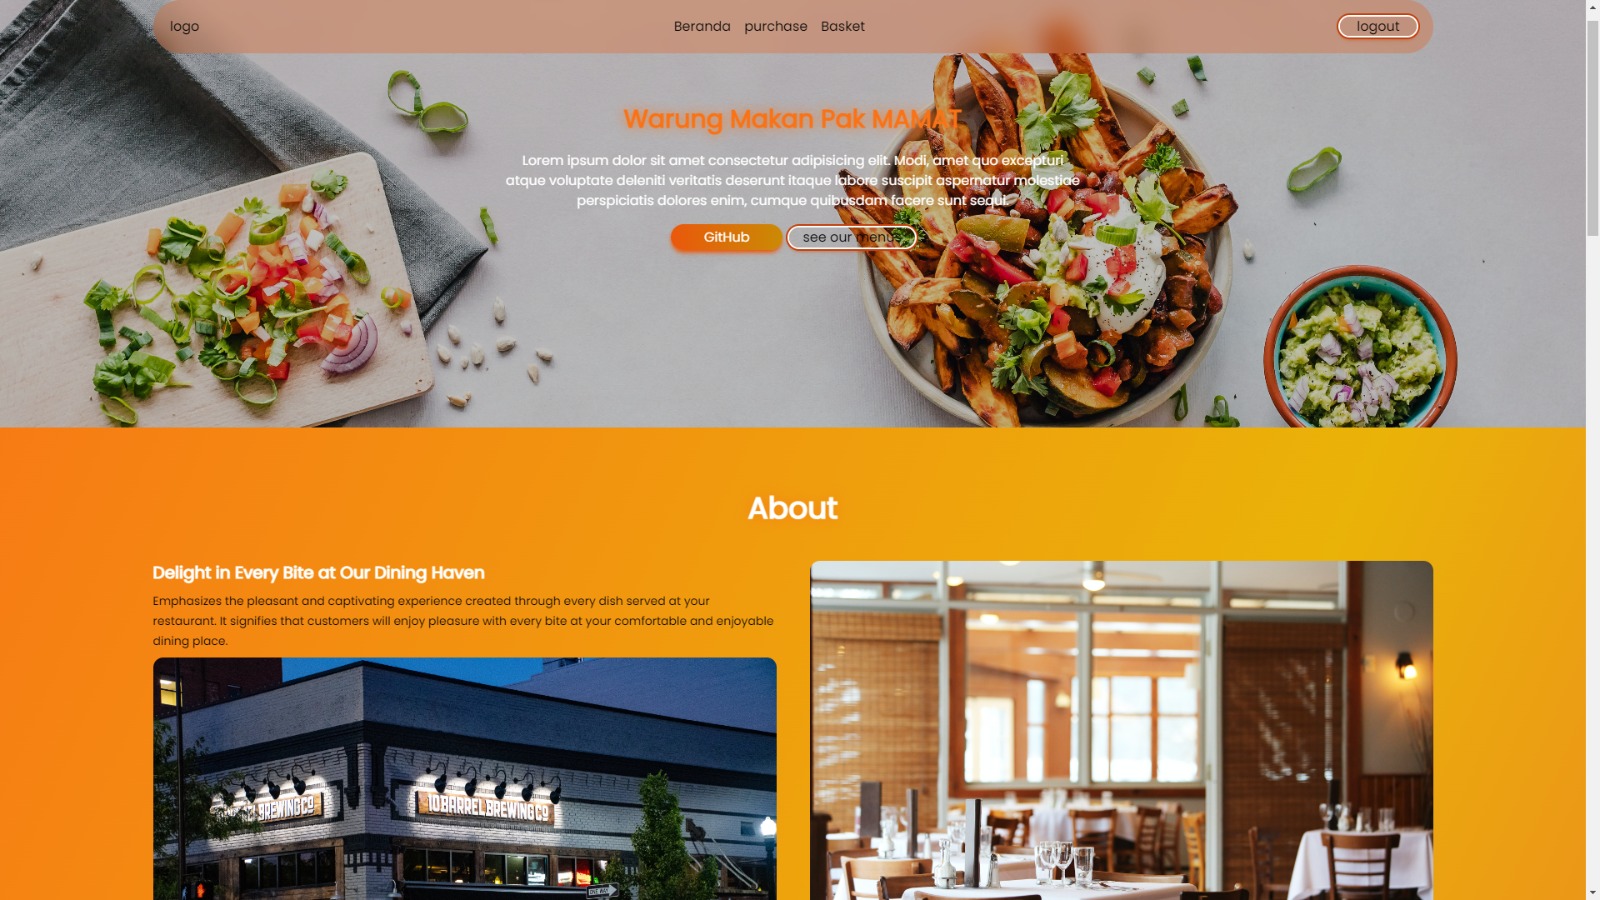 logo
Beranda purchase Basket
logout
Warung Makan Pak MAMAT
Lorem ipsum dolor sit amet consectetur adipisicing elit. Modi, amet quo excepturi
atque voluptate deleniti veritatis deserunt itaque labore suscipit aspernatur molestiae
perspiciatis dolores enim, cumque quibusdam facere sunt sequi.
GitHub
see our menus
About
Delight in Every Bite at Our Dining Haven
Emphasizes the pleasant and captivating experience created through every dish served at your
restaurant. It signifies that customers will enjoy pleasure with every bite at your comfortable and enjoyable
dining place.
BREWING CO
10 BARREL BREWING CO
ONE WAY